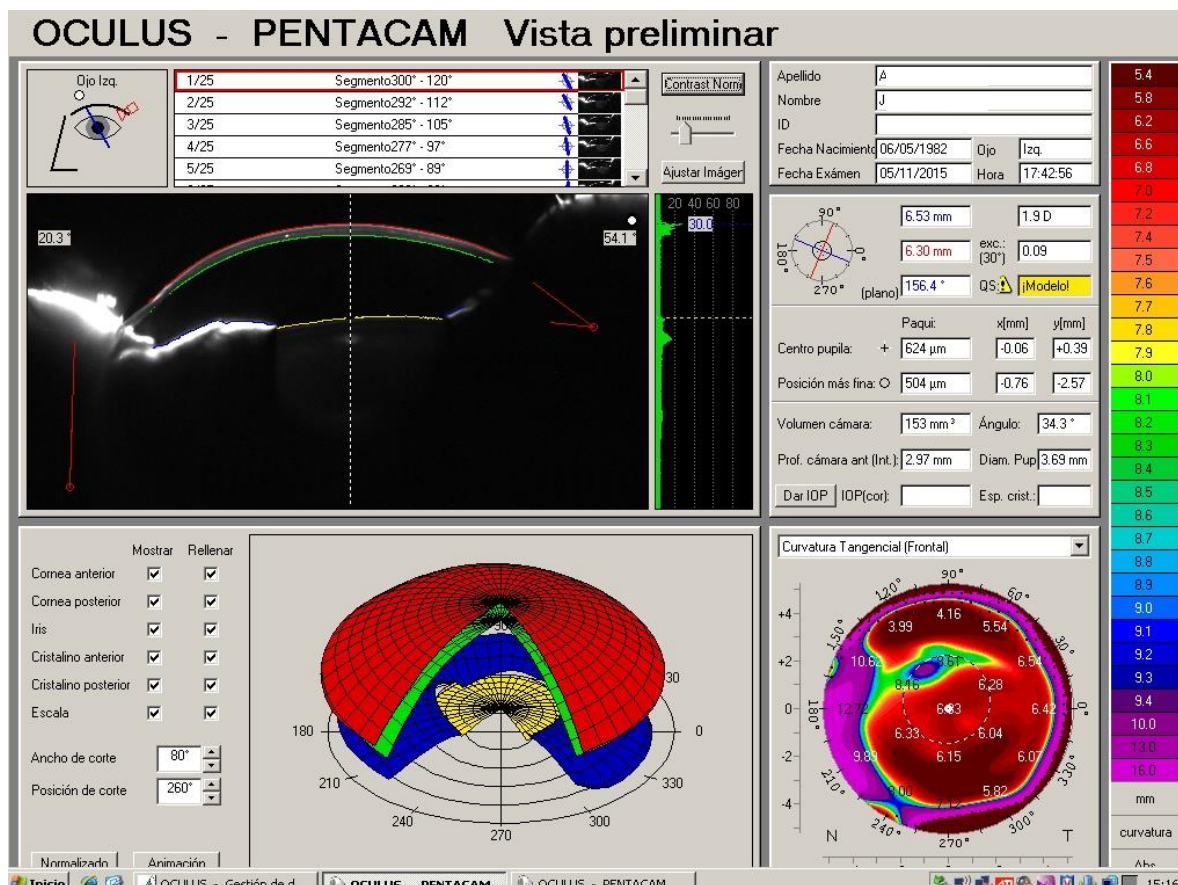 OCULUS - PENTACAM Vista preliminar
Ojo Izq.
1/25 Segmento300° - 120°
2/25 Segmento292° - 112°
3/25 Segmento285° - 105°
4/25 Segmento277° - 97°
5/25 Segmento269° - 89°
Contrast Norm
Ajustar Imáger
20.3 °
54.1 °
20 40 60 80
30.0
Apellido A
Nombre J
ID
Fecha Nacimiento 06/05/1982 Ojo Izq.
Fecha Exámen 05/11/2015 Hora 17:42:56
90°
180°
0°
270°
6.53 mm 1.9 D
6.30 mm exc.: (30°) 0.09
(plano) 156.4 ° QS: ¡Modelo!
Paqui: x[mm] y[mm]
Centro pupila: + 624 µm -0.06 +0.39
Posición más fina: O 504 µm -0.76 -2.57
Volumen cámara: 153 mm³ Ángulo: 34.3 °
Prof. cámara ant (Int.): 2.97 mm Diam. Pup 3.69 mm
Dar IOP IOP(cor): Esp. crist.:
Mostrar Rellenar
Cornea anterior
Cornea posterior
Iris
Cristalino anterior
Cristalino posterior
Escala
Ancho de corte 80°
Posición de corte 260°
Normalizado Animación
30
180 0
210 330
240 300
270
Curvatura Tangencial (Frontal)
90°
120° 60°
150° 30°
180° 0°
210° 330°
240° 300°
270°
+4
+2
0
-2
-4
4.16
3.99 5.54
10.62 6.54
8.16 6.28
12.72 6.83 6.42
6.33 6.04
9.89 6.15 6.07
5.82
7.12
N T
5.4
5.8
6.2
6.6
6.8
7.0
7.2
7.4
7.5
7.6
7.7
7.8
7.9
8.0
8.1
8.2
8.3
8.4
8.5
8.6
8.7
8.8
8.9
9.0
9.1
9.2
9.3
9.4
10.0
13.0
16.0
mm
curvatura
Abs
Inicio OCULUS - Gestión de d... OCULUS - PENTACAM OCULUS - PENTACAM 15:16